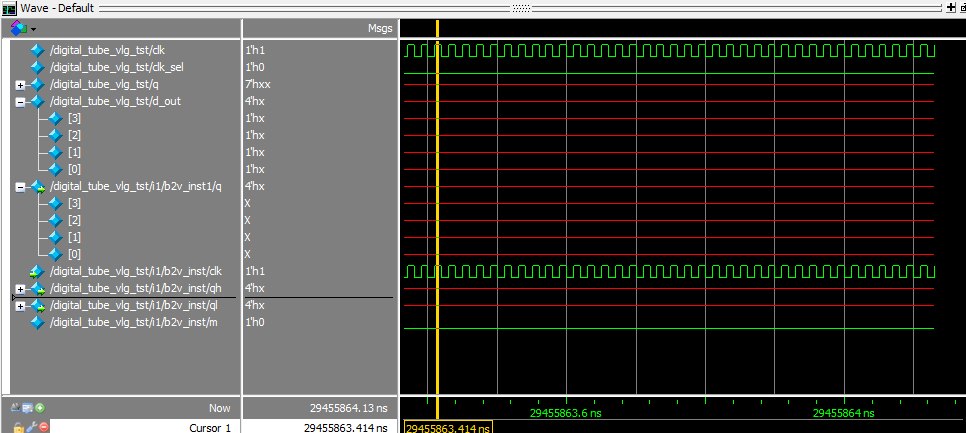 Wave - Default
Msgs
/digital_tube_vlg_tst/clk 1'h1
/digital_tube_vlg_tst/clk_sel 1'h0
/digital_tube_vlg_tst/q 7'hxx
/digital_tube_vlg_tst/d_out 4'hx
[3] 1'hx
[2] 1'hx
[1] 1'hx
[0] 1'hx
/digital_tube_vlg_tst/i1/b2v_inst1/q 4'hx
[3] X
[2] X
[1] X
[0] X
/digital_tube_vlg_tst/i1/b2v_inst/clk 1'h1
/digital_tube_vlg_tst/i1/b2v_inst/qh 4'hx
/digital_tube_vlg_tst/i1/b2v_inst/ql 4'hx
/digital_tube_vlg_tst/i1/b2v_inst/m 1'h0
Now 29455864.13 ns 29455863.6 ns 29455864 ns
Cursor 1 29455863.414 ns 29455863.414 ns